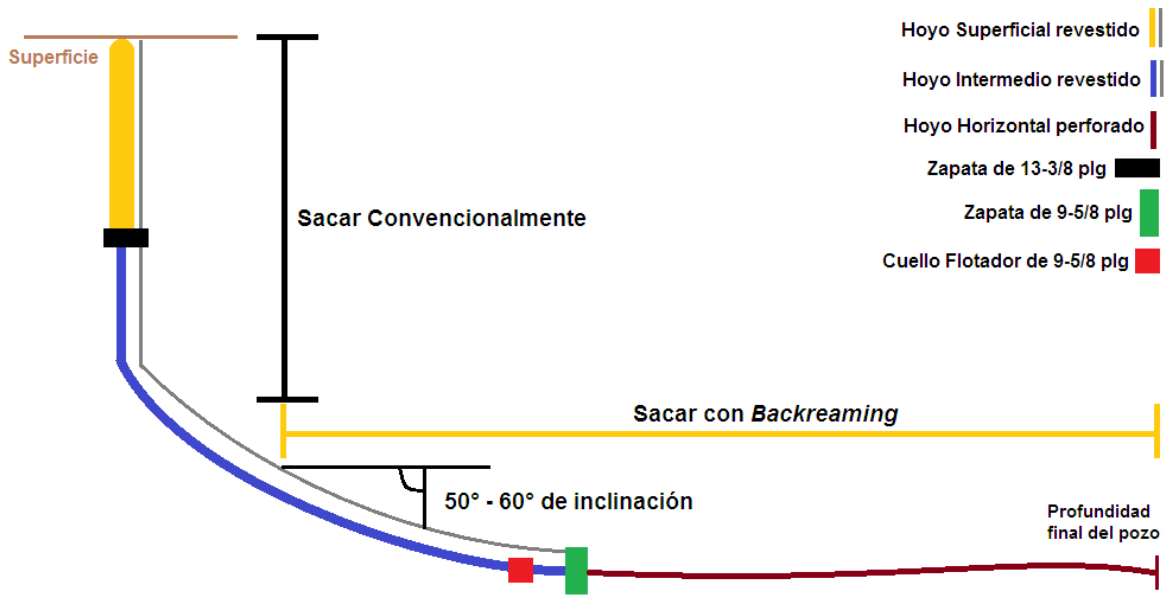 Superficie
Sacar Convencionalmente
Hoyo Superficial revestido
Hoyo Intermedio revestido
Hoyo Horizontal perforado
Zapata de 13-3/8 plg
Zapata de 9-5/8 plg
Cuello Flotador de 9-5/8 plg
Sacar con Backreaming
50° - 60° de inclinación
Profundidad
final del pozo